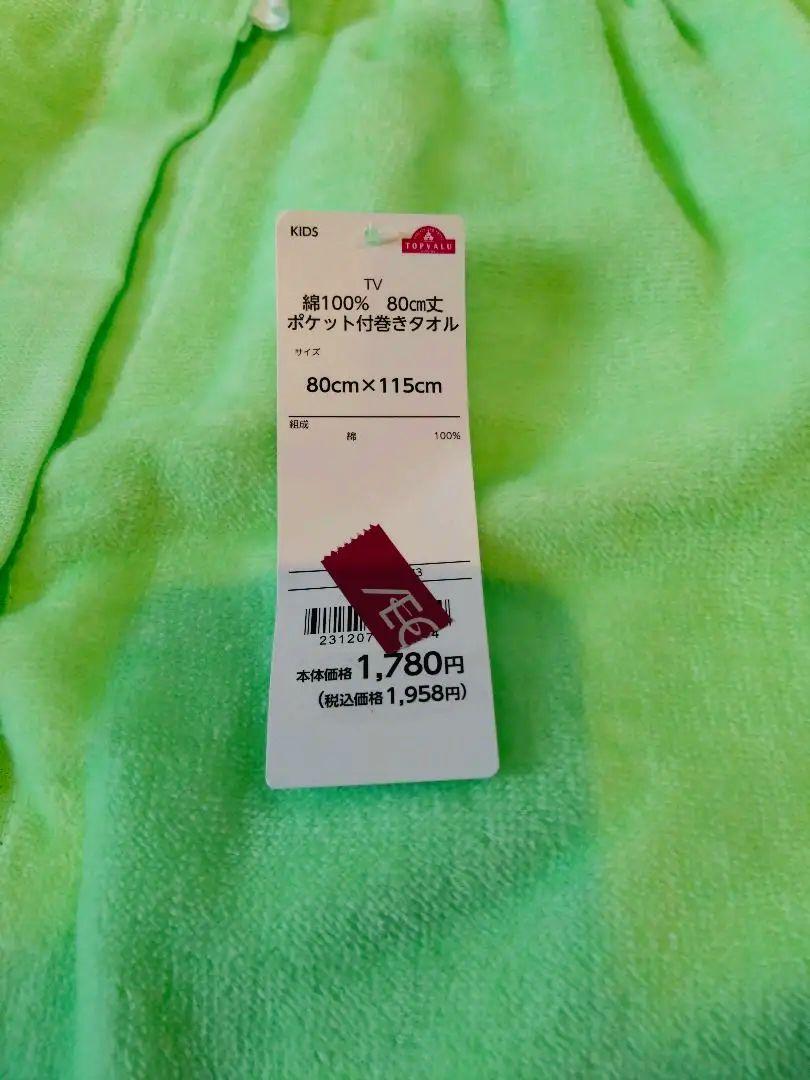 KIDS
TOPVALU
TV
綿100% 80cm丈
ポケット付巻きタオル
サイズ
80cm×115cm
組成
綿 100%
ÆO
231207
本体価格1,780円
(税込価格1,958円)